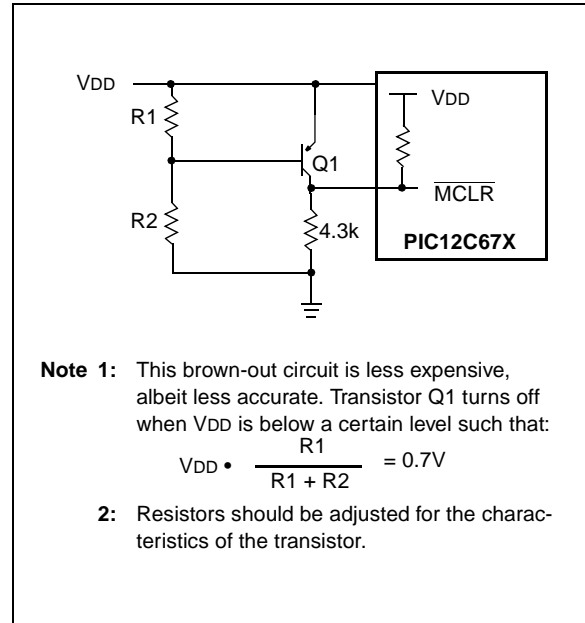 VDD
VDD
R1
Q1
MCLR
R2
4.3k
PIC12C67X
Note 1: This brown-out circuit is less expensive,
albeit less accurate. Transistor Q1 turns off
when VDD is below a certain level such that:
R1
VDD • = 0.7V
R1 + R2
2: Resistors should be adjusted for the charac-
teristics of the transistor.